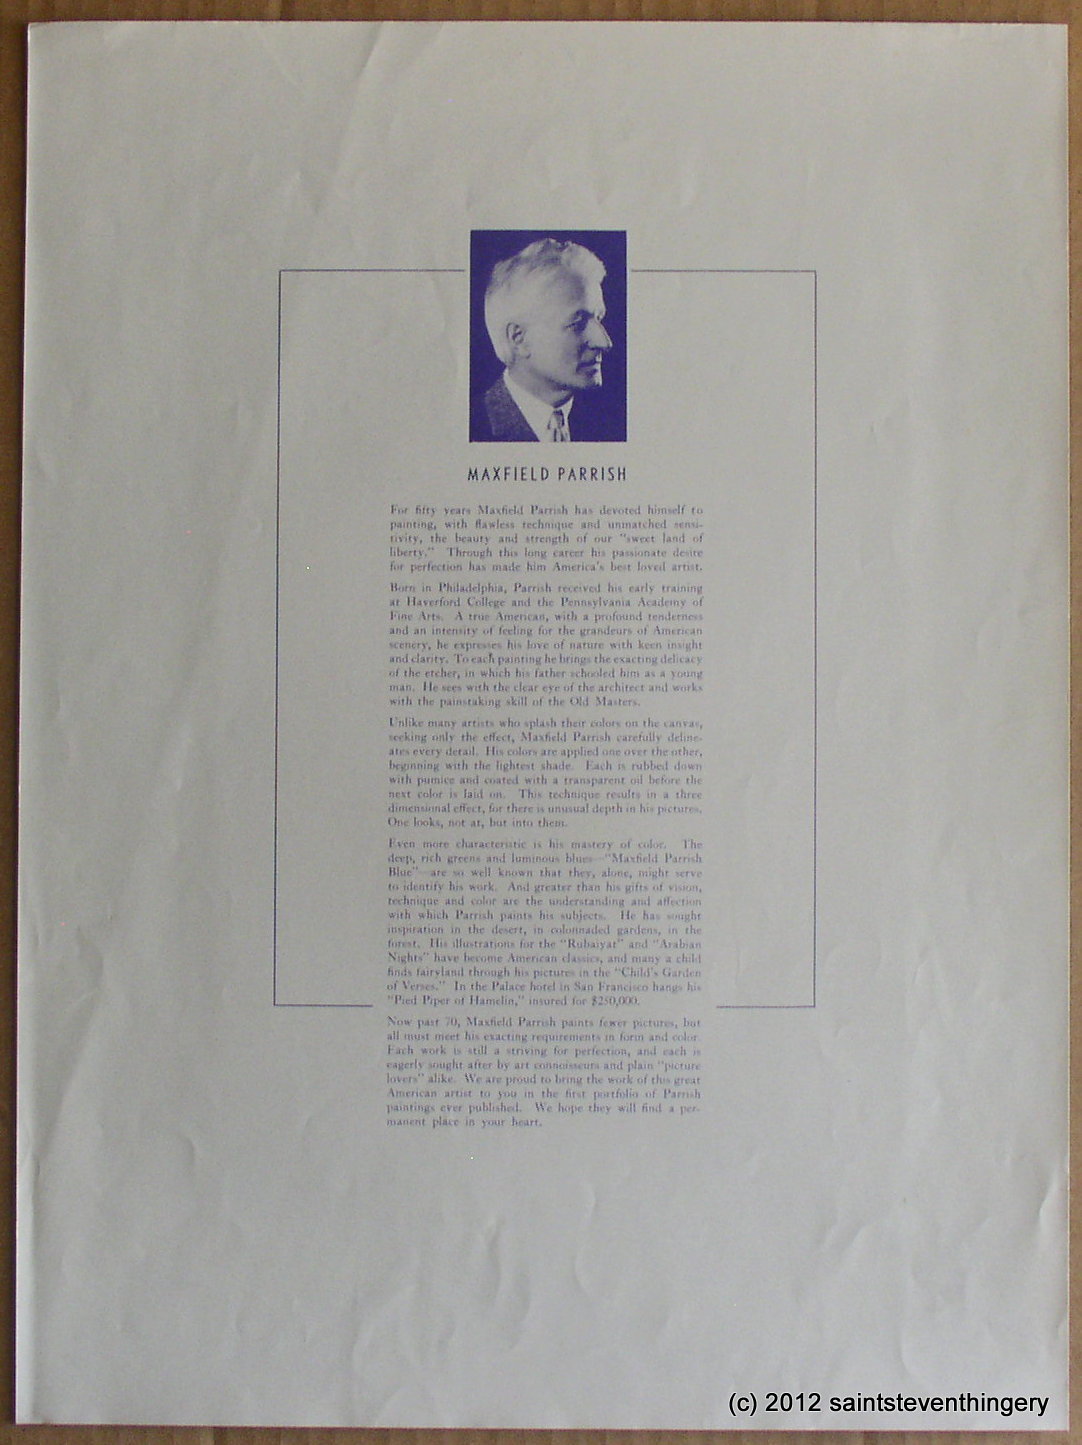 MAXFIELD PARRISH
For fifty years Maxfield Parrish has devoted himself to
painting, with flawless technique and unmatched sensi-
tivity, the beauty and strength of our "sweet land of
liberty." Through this long career his passionate desire
for perfection has made him America's best loved artist.
Born in Philadelphia, Parrish received his early training
at Haverford College and the Pennsylvania Academy of
Fine Arts. A true American, with a profound tenderness
and an intensity of feeling for the grandeurs of American
scenery, he expresses his love of nature with keen insight
and clarity. To each painting he brings the exacting delicacy
of the etcher, in which his father schooled him as a young
man. He sees with the clear eye of the architect and works
with the painstaking skill of the Old Masters.
Unlike many artists who splash their colors on the canvas,
seeking only the effect, Maxfield Parrish carefully deline-
ates every detail. His colors are applied one over the other,
beginning with the lightest shade. Each is rubbed down
with pumice and coated with a transparent oil before the
next color is laid on. This technique results in a three
dimensional effect, for there is unusual depth in his pictures.
One looks, not at, but into them.
Even more characteristic is his mastery of color. The
deep, rich greens and luminous blues—"Maxfield Parrish
Blue"—are so well known that they, alone, might serve
to identify his work. And greater than his gifts of vision,
technique and color are the understanding and affection
with which Parrish paints his subjects. He has sought
inspiration in the desert, in colonnaded gardens, in the
forest. His illustrations for the "Rubaiyat" and "Arabian
Nights" have become American classics, and many a child
finds fairyland through his pictures in the "Child's Garden
of Verses." In the Palace hotel in San Francisco hangs his
"Pied Piper of Hamelin," insured for $250,000.
Now past 70, Maxfield Parrish paints fewer pictures, but
all must meet his exacting requirements in form and color.
Each work is still a striving for perfection, and each is
eagerly sought after by art connoisseurs and plain "picture
lovers" alike. We are proud to bring the work of this great
American artist to you in the first portfolio of Parrish
paintings ever published. We hope they will find a per-
manent place in your heart.
(c) 2012 saintsteventhingery